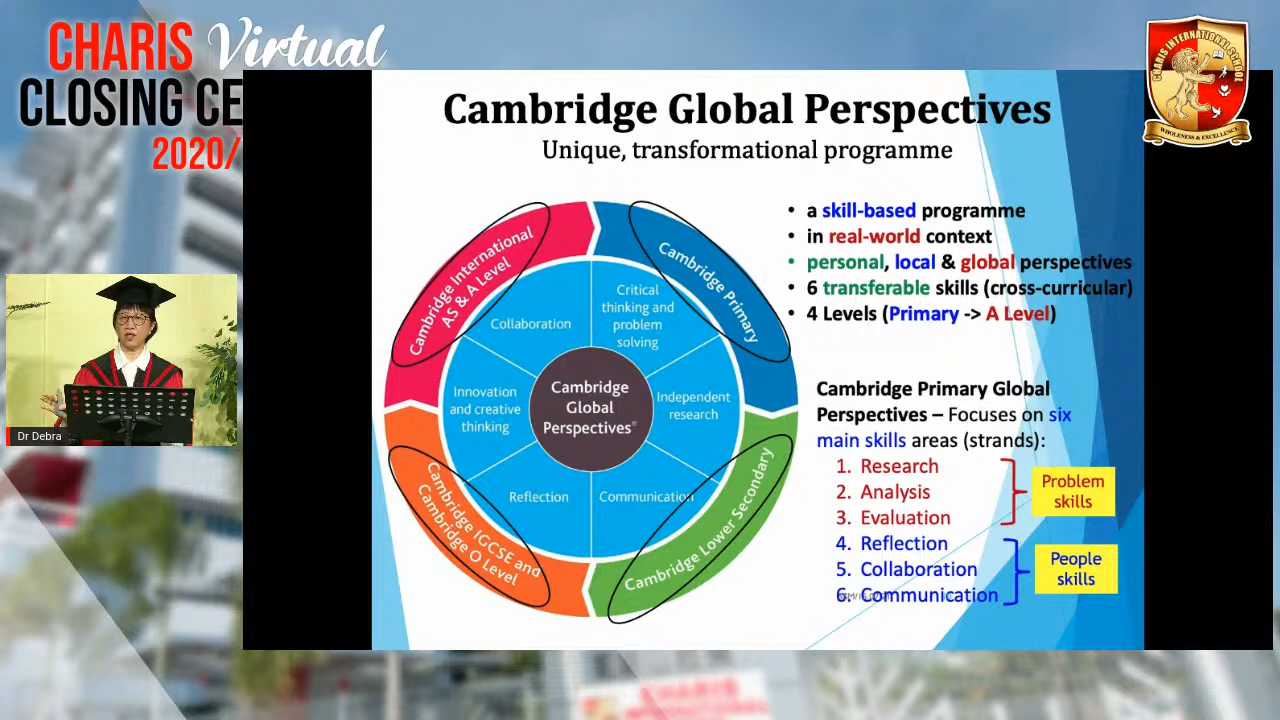 CHARIS Virtual
CLOSING CE
2020/
CHARIS INTERNATIONAL SCHOOL
WHOLENESS & EXCELLENCE
Cambridge Global Perspectives
Unique, transformational programme
Cambridge International
AS & A Level
Cambridge Primary
Cambridge Lower Secondary
Cambridge IGCSE and
Cambridge O Level
Collaboration
Critical
thinking and
problem
solving
Innovation
and creative
thinking
Independent
research
Reflection
Communication
Cambridge
Global
Perspectives®
• a skill-based programme
• in real-world context
• personal, local & global perspectives
• 6 transferable skills (cross-curricular)
• 4 Levels (Primary -> A Level)
Cambridge Primary Global
Perspectives – Focuses on six
main skills areas (strands):
1. Research
2. Analysis
3. Evaluation
4. Reflection
5. Collaboration
6. Communication
Problem
skills
People
skills
Dr Debra
CHARIS